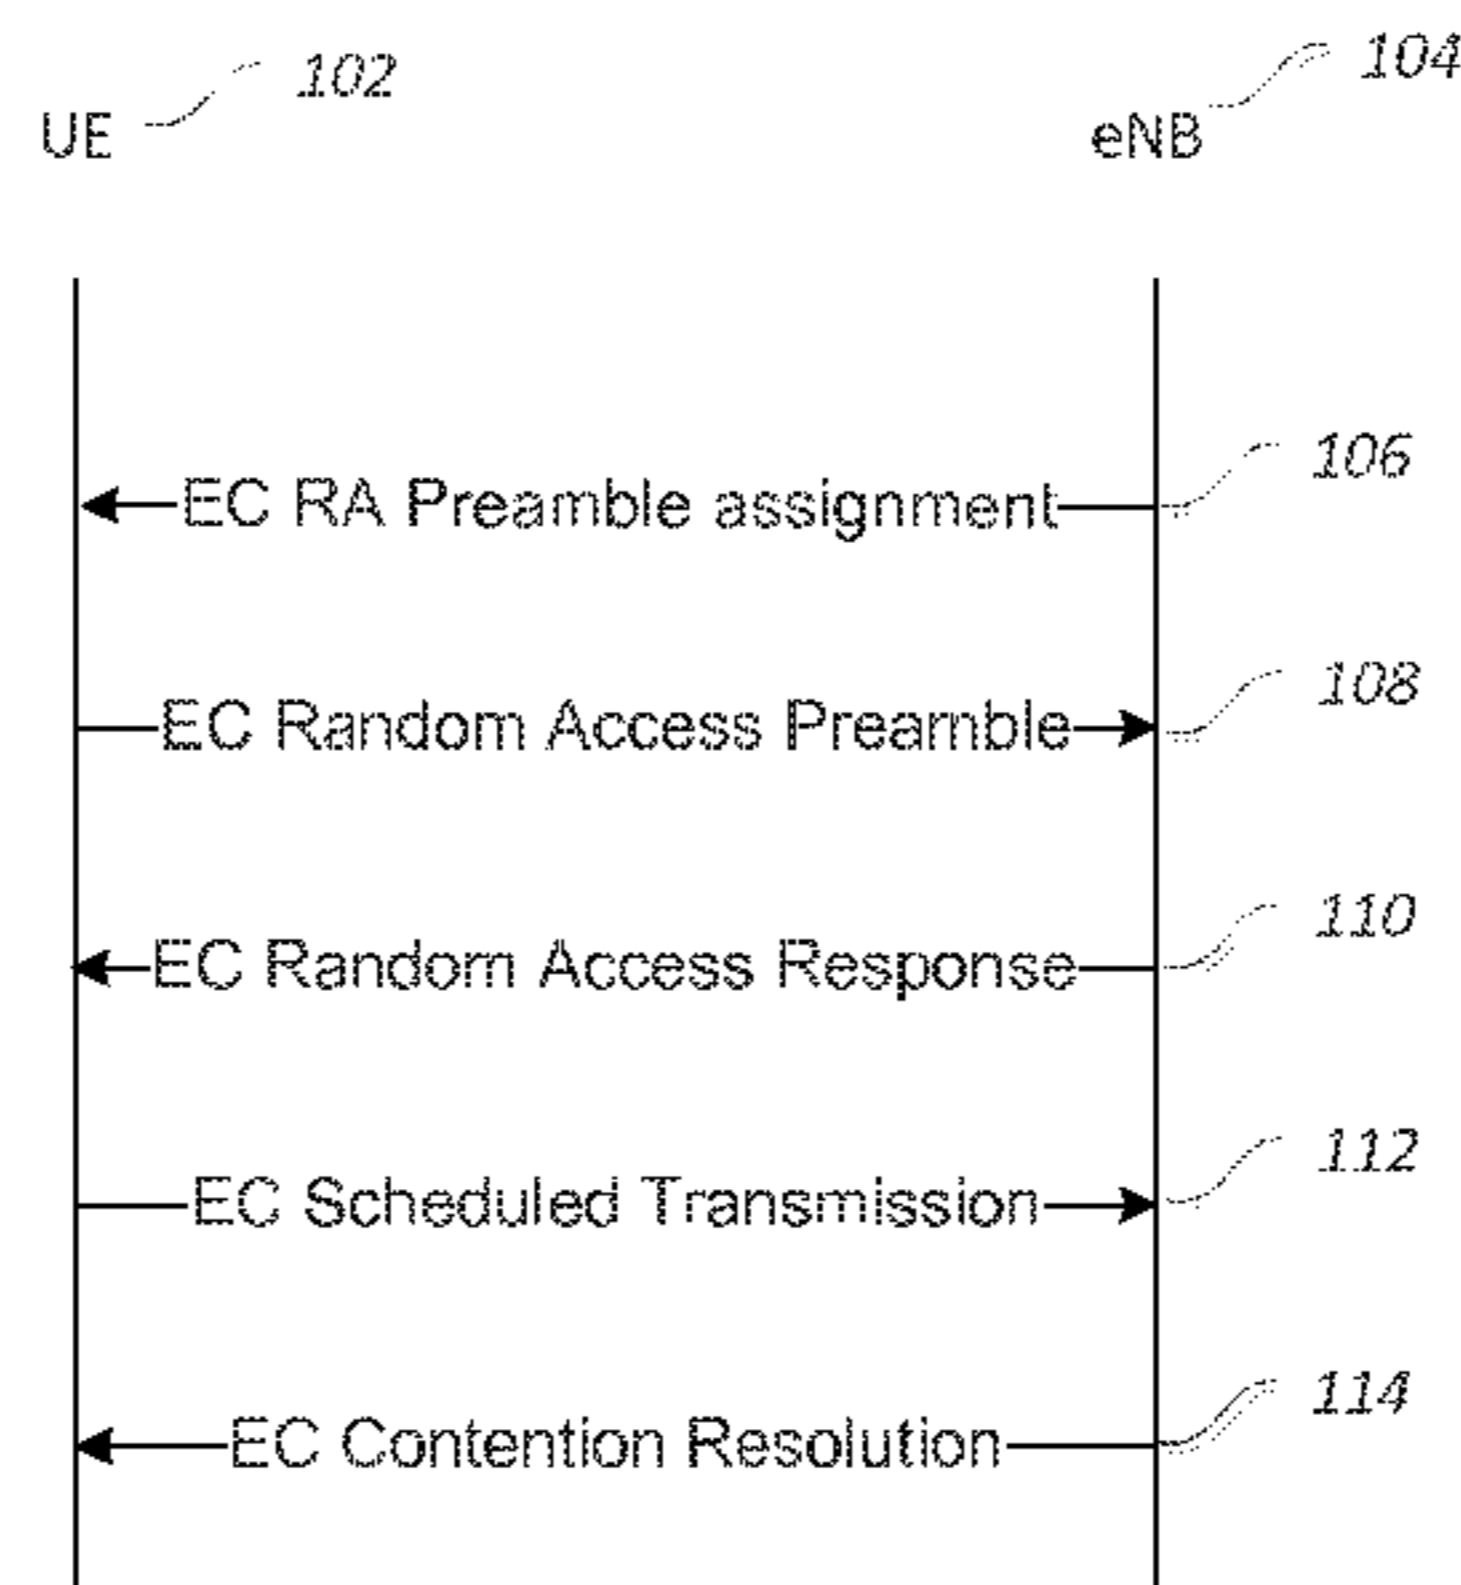 102
104
UE
eNB
106
EC RA Preamble assignment
108
EC Random Access Preamble
110
EC Random Access Response
112
EC Scheduled Transmission
114
EC Contention Resolution